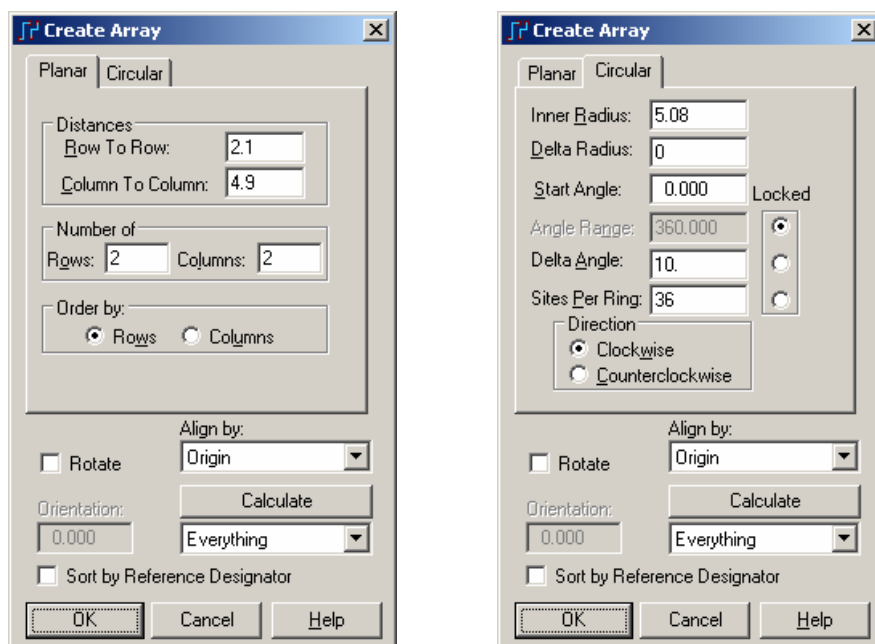 Create Array
Planar Circular
Distances
Row To Row: 2.1
Column To Column: 4.9
Number of
Rows: 2 Columns: 2
Order by:
Rows Columns
Align by:
Rotate Origin
Orientation: Calculate
0.000 Everything
Sort by Reference Designator
OK Cancel Help
Create Array
Planar Circular
Inner Radius: 5.08
Delta Radius: 0
Start Angle: 0.000 Locked
Angle Range: 360.000
Delta Angle: 10.
Sites Per Ring: 36
Direction
Clockwise
Counterclockwise
Align by:
Rotate Origin
Orientation: Calculate
0.000 Everything
Sort by Reference Designator
OK Cancel Help